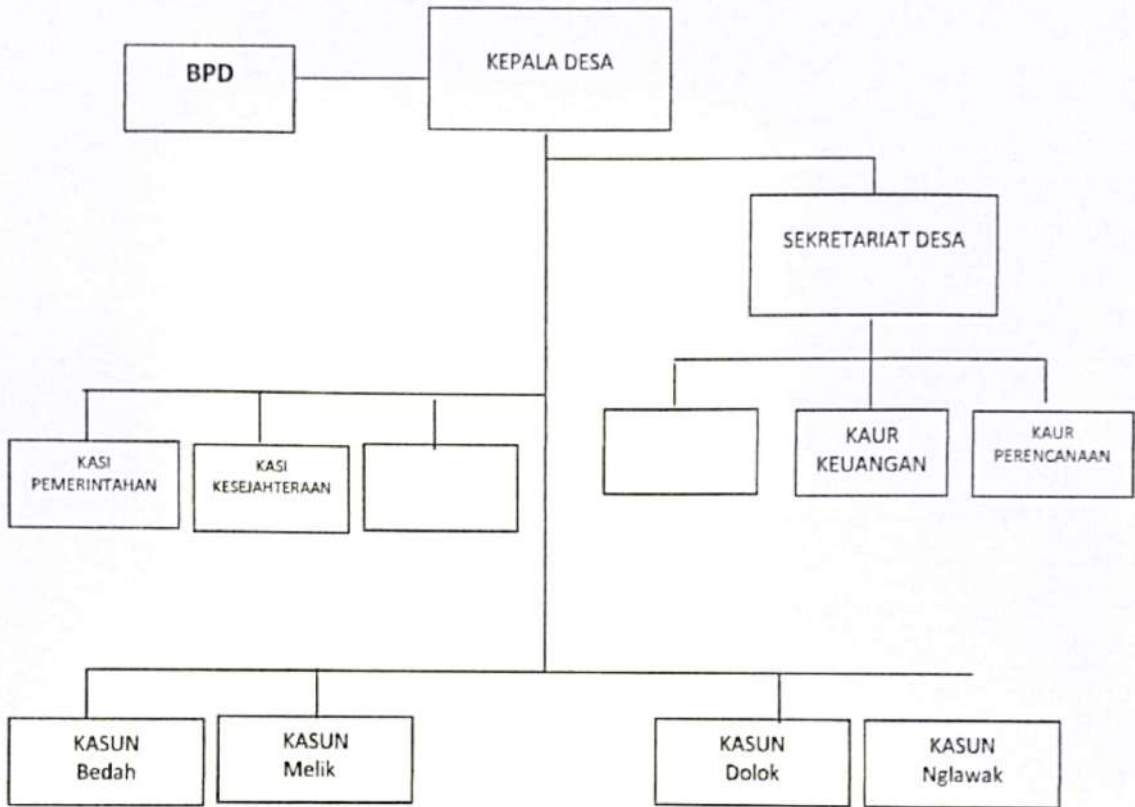 BPD
KEPALA DESA
SEKRETARIAT DESA
KASI
PEMERINTAHAN
KASI
KESEJAHTERAAN
KAUR
KEUANGAN
KAUR
PERENCANAAN
KASUN
Bedah
KASUN
Melik
KASUN
Dolok
KASUN
Nglawak